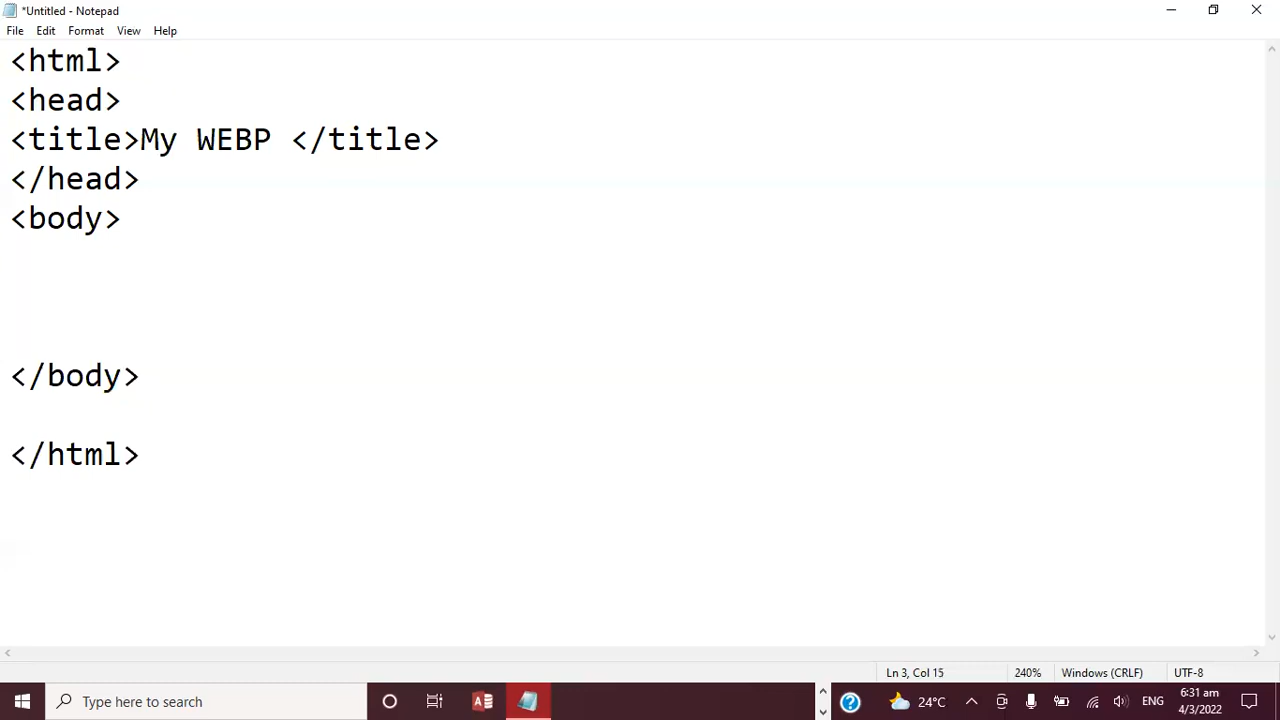 *Untitled - Notepad
File Edit Format View Help
<html>
<head>
<title>My WEBP </title>
</head>
<body>
</body>
</html>
Ln 3, Col 15 240% Windows (CRLF) UTF-8
Type here to search A ? 24°C ENG 6:31 am
4/3/2022